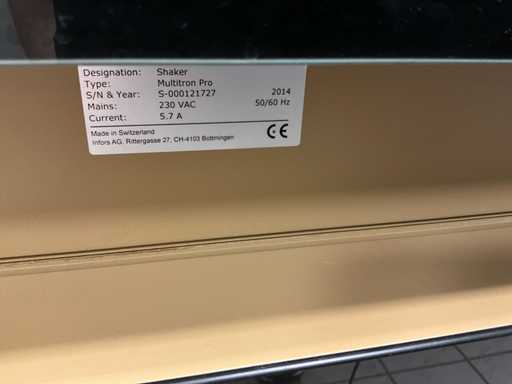 Designation: Shaker
Type: Multitron Pro
S/N & Year: S-000121727 2014
Mains: 230 VAC 50/60 Hz
Current: 5.7 A
Made in Switzerland
Infors AG, Rittergasse 27, CH-4103 Bottmingen
CE